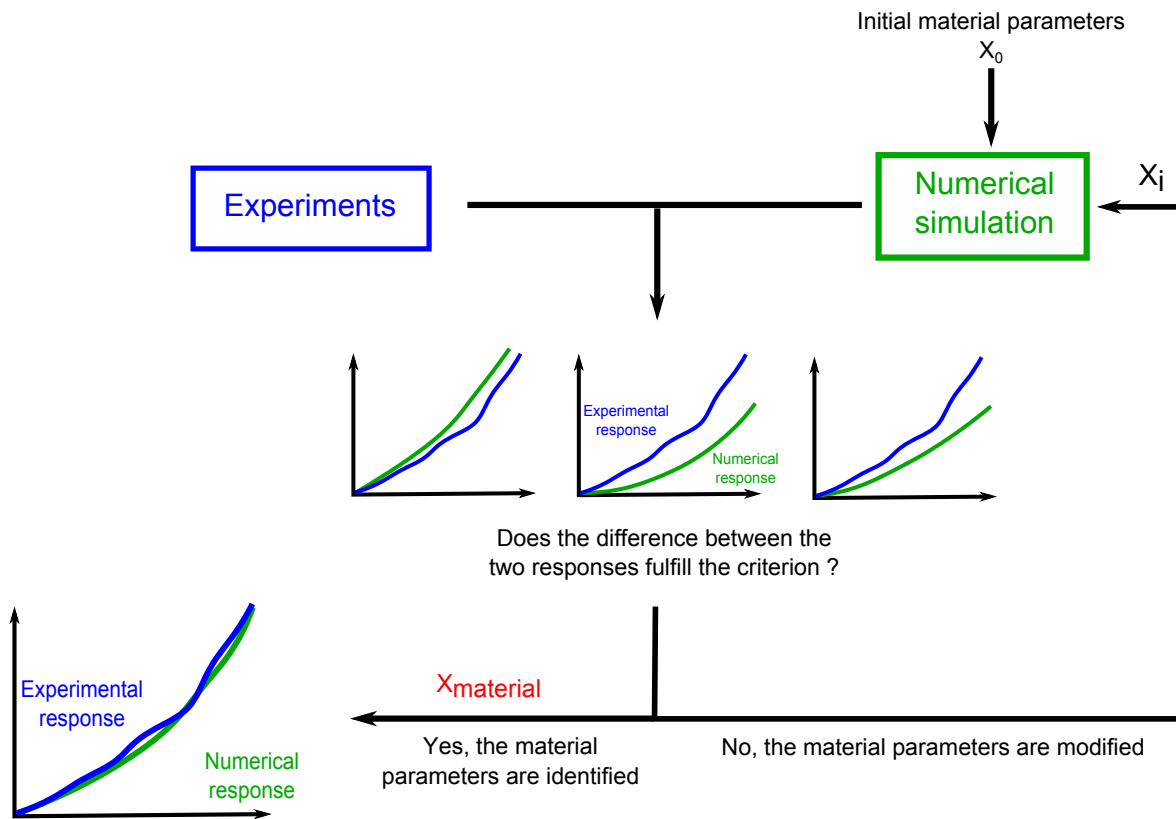 Initial material parameters
X0
Experiments
Numerical
simulation
Xi
Experimental
response
Numerical
response
Does the difference between the
two responses fulfill the criterion ?
Experimental
response
Numerical
response
Xmaterial
Yes, the material
parameters are identified
No, the material parameters are modified